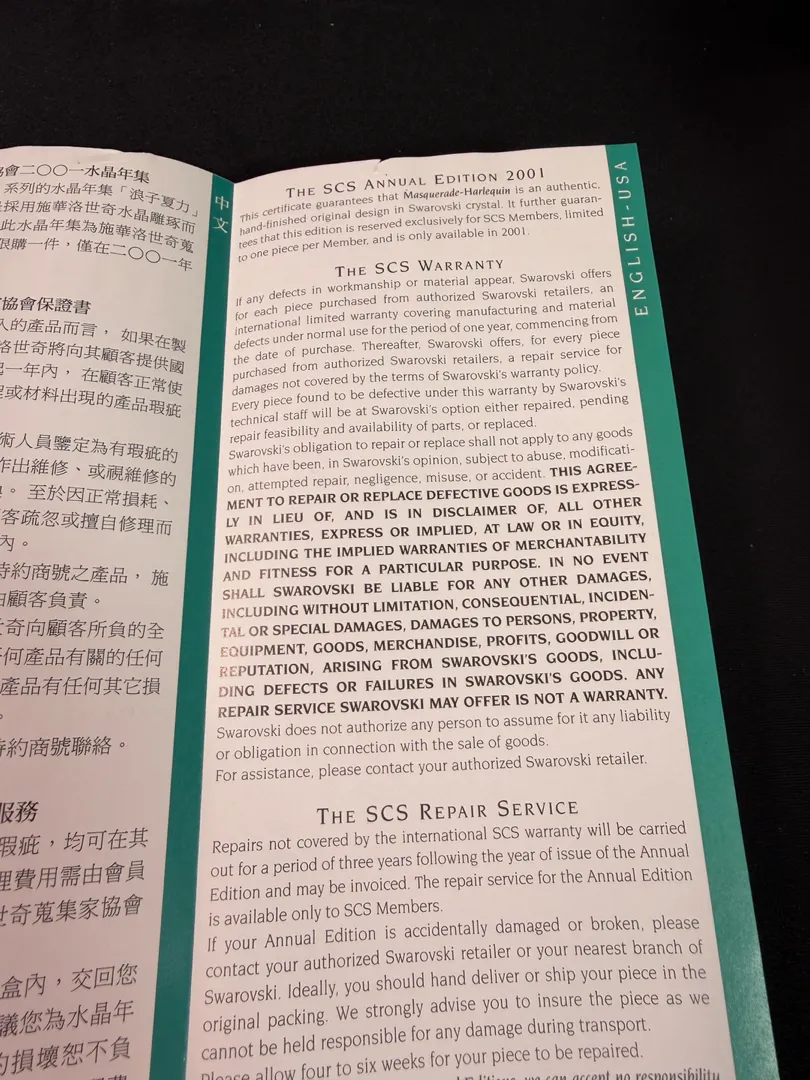 會二〇〇一水晶年集
系列的水晶年集「浪子夏力」
採用施華洛世奇水晶雕琢而
此水晶年集為施華洛世奇蒐
限購一件，僅在二〇〇一年
協會保證書
人的產品而言， 如果在製
洛世奇將向其顧客提供國
一年內， 在顧客正常使
或材料出現的產品瑕疵
術人員鑒定為有瑕疵的
作出維修、或視維修的
。 至於因正常損耗、
客疏忽或擅自修理而
內。
特約商號之產品， 施
由顧客負責。
世奇向顧客所負的全
任何產品有關的任何
產品有任何其它損
。
特約商號聯絡。
服務
瑕疵，均可在其
理費用需由會員
世奇蒐集家協會
盒內，交回您
議您為水晶年
的損壞恕不負
中文
THE SCS ANNUAL EDITION 2001
This certificate guarantees that Masquerade-Harlequin is an authentic,
hand-finished original design in Swarovski crystal. It further guaran-
tees that this edition is reserved exclusively for SCS Members, limited
to one piece per Member, and is only available in 2001.
THE SCS WARRANTY
If any defects in workmanship or material appear, Swarovski offers
for each piece purchased from authorized Swarovski retailers, an
international limited warranty covering manufacturing and material
defects under normal use for the period of one year, commencing from
the date of purchase. Thereafter, Swarovski offers, for every piece
purchased from authorized Swarovski retailers, a repair service for
damages not covered by the terms of Swarovski's warranty policy.
Every piece found to be defective under this warranty by Swarovski's
technical staff will be at Swarovski's option either repaired, pending
repair feasibility and availability of parts, or replaced.
Swarovski's obligation to repair or replace shall not apply to any goods
which have been, in Swarovski's opinion, subject to abuse, modificati-
on, attempted repair, negligence, misuse, or accident. THIS AGREE-
MENT TO REPAIR OR REPLACE DEFECTIVE GOODS IS EXPRESS-
LY IN LIEU OF, AND IS IN DISCLAIMER OF, ALL OTHER
WARRANTIES, EXPRESS OR IMPLIED, AT LAW OR IN EQUITY,
INCLUDING THE IMPLIED WARRANTIES OF MERCHANTABILITY
AND FITNESS FOR A PARTICULAR PURPOSE. IN NO EVENT
SHALL SWAROVSKI BE LIABLE FOR ANY OTHER DAMAGES,
INCLUDING WITHOUT LIMITATION, CONSEQUENTIAL, INCIDEN-
TAL OR SPECIAL DAMAGES, DAMAGES TO PERSONS, PROPERTY,
EQUIPMENT, GOODS, MERCHANDISE, PROFITS, GOODWILL OR
REPUTATION, ARISING FROM SWAROVSKI'S GOODS, INCLU-
DING DEFECTS OR FAILURES IN SWAROVSKI'S GOODS. ANY
REPAIR SERVICE SWAROVSKI MAY OFFER IS NOT A WARRANTY.
Swarovski does not authorize any person to assume for it any liability
or obligation in connection with the sale of goods.
For assistance, please contact your authorized Swarovski retailer.
THE SCS REPAIR SERVICE
Repairs not covered by the international SCS warranty will be carried
out for a period of three years following the year of issue of the Annual
Edition and may be invoiced. The repair service for the Annual Edition
is available only to SCS Members.
If your Annual Edition is accidentally damaged or broken, please
contact your authorized Swarovski retailer or your nearest branch of
Swarovski. Ideally, you should hand deliver or ship your piece in the
original packing. We strongly advise you to insure the piece as we
cannot be held responsible for any damage during transport.
Please allow four to six weeks for your piece to be repaired.
we can accept no responsibility
ENGLISH-USA